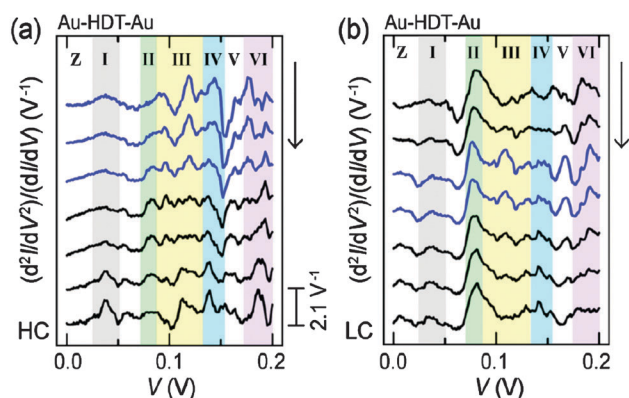 (a) Au-HDT-Au
Z I II III IV V VI
(d²I/dV²)/(dI/dV) (V⁻¹)
2.1 V⁻¹
HC
0.0 0.1 0.2
V (V)
(b) Au-HDT-Au
Z I II III IV V VI
(d²I/dV²)/(dI/dV) (V⁻¹)
LC
0.0 0.1 0.2
V (V)